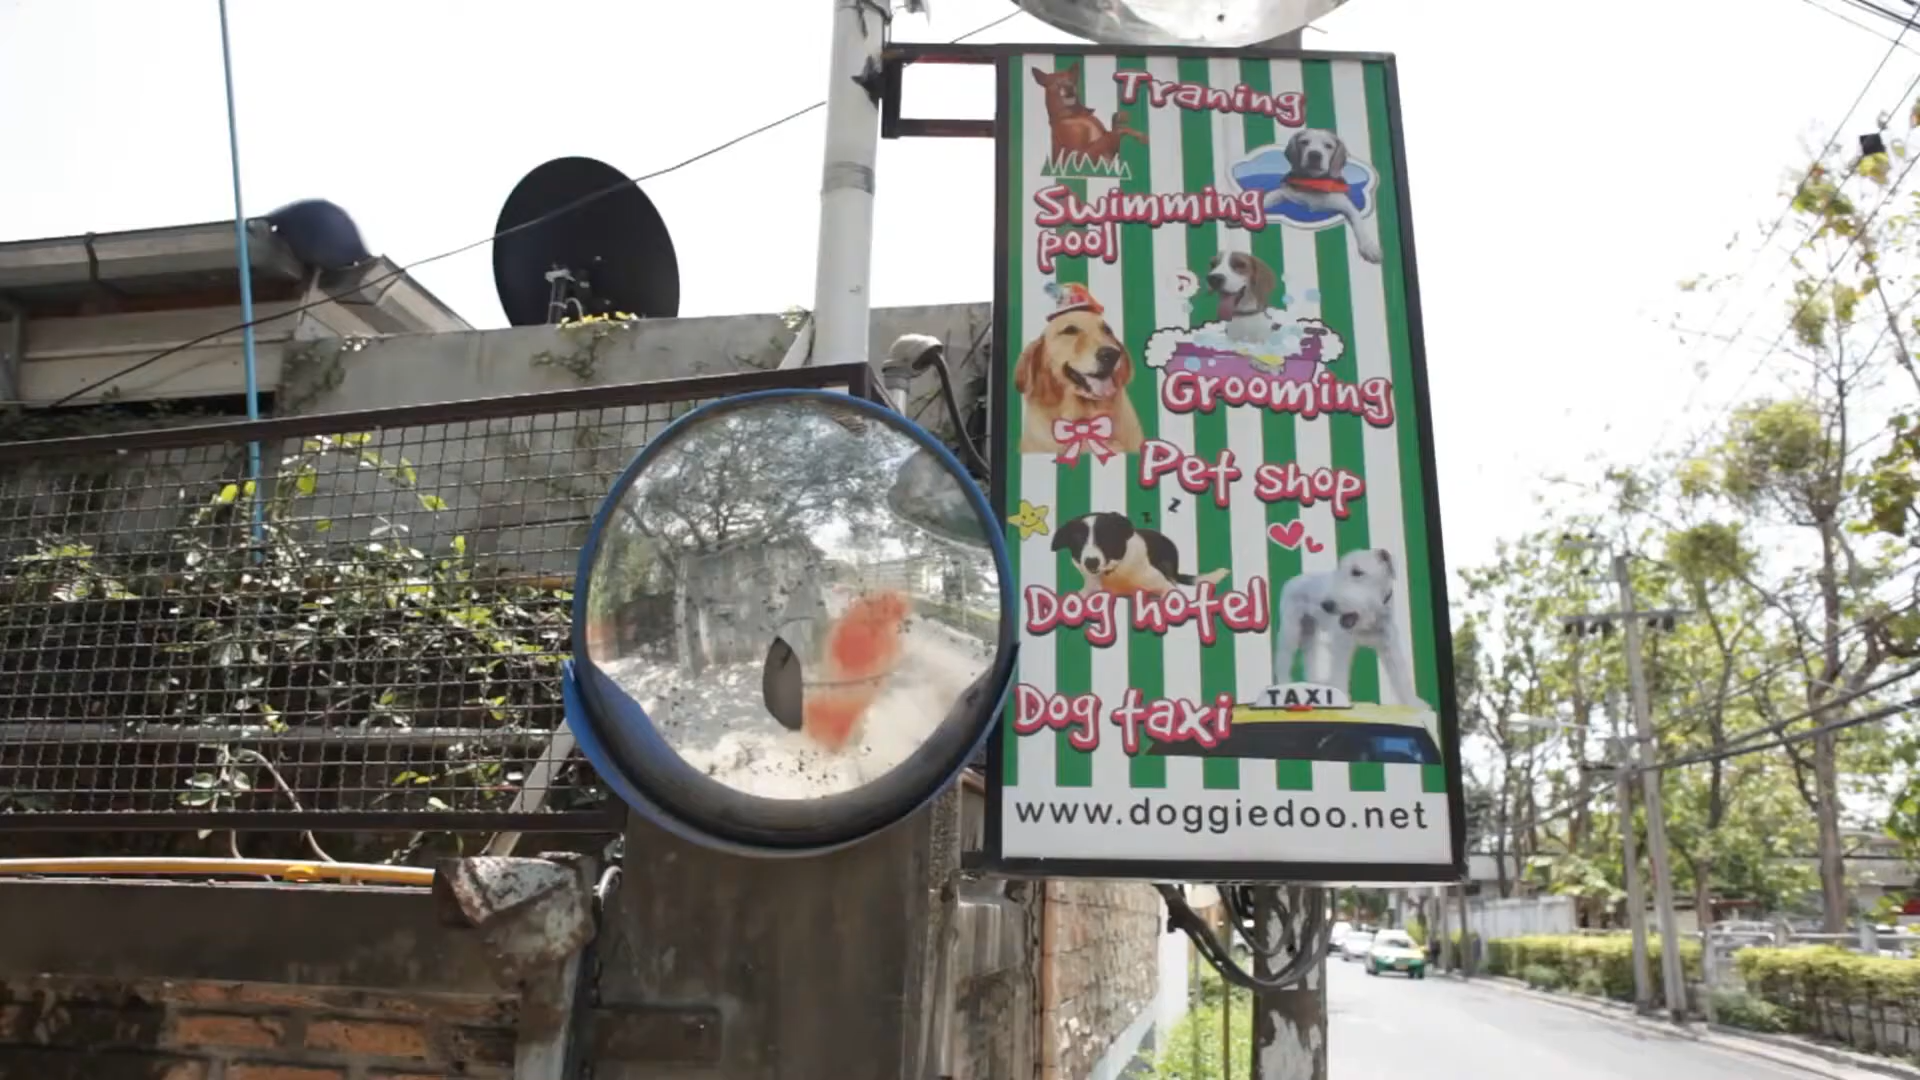 Traning
Swimming
pool
Grooming
Pet shop
z z
Dog hotel
Dog taxi
TAXI
www.doggiedoo.net